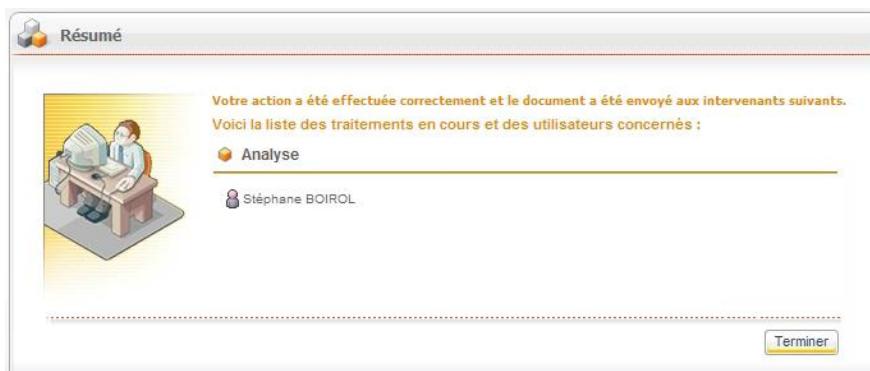 Résumé
Votre action a été effectuée correctement et le document a été envoyé aux intervenants suivants.
Voici la liste des traitements en cours et des utilisateurs concernés :
Analyse
Stéphane BOIROL
Terminer